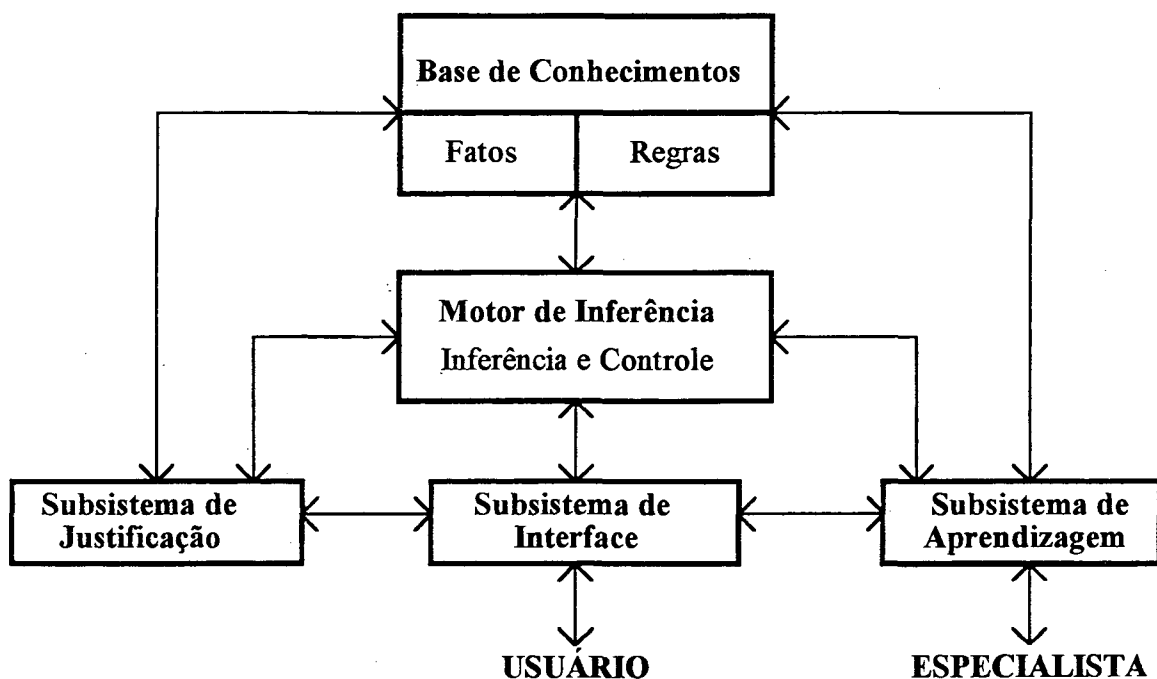 Base de Conhecimentos
Fatos
Regras
Motor de Inferência
Inferência e Controle
Subsistema de
Justificação
Subsistema de
Interface
Subsistema de
Aprendizagem
USUÁRIO
ESPECIALISTA